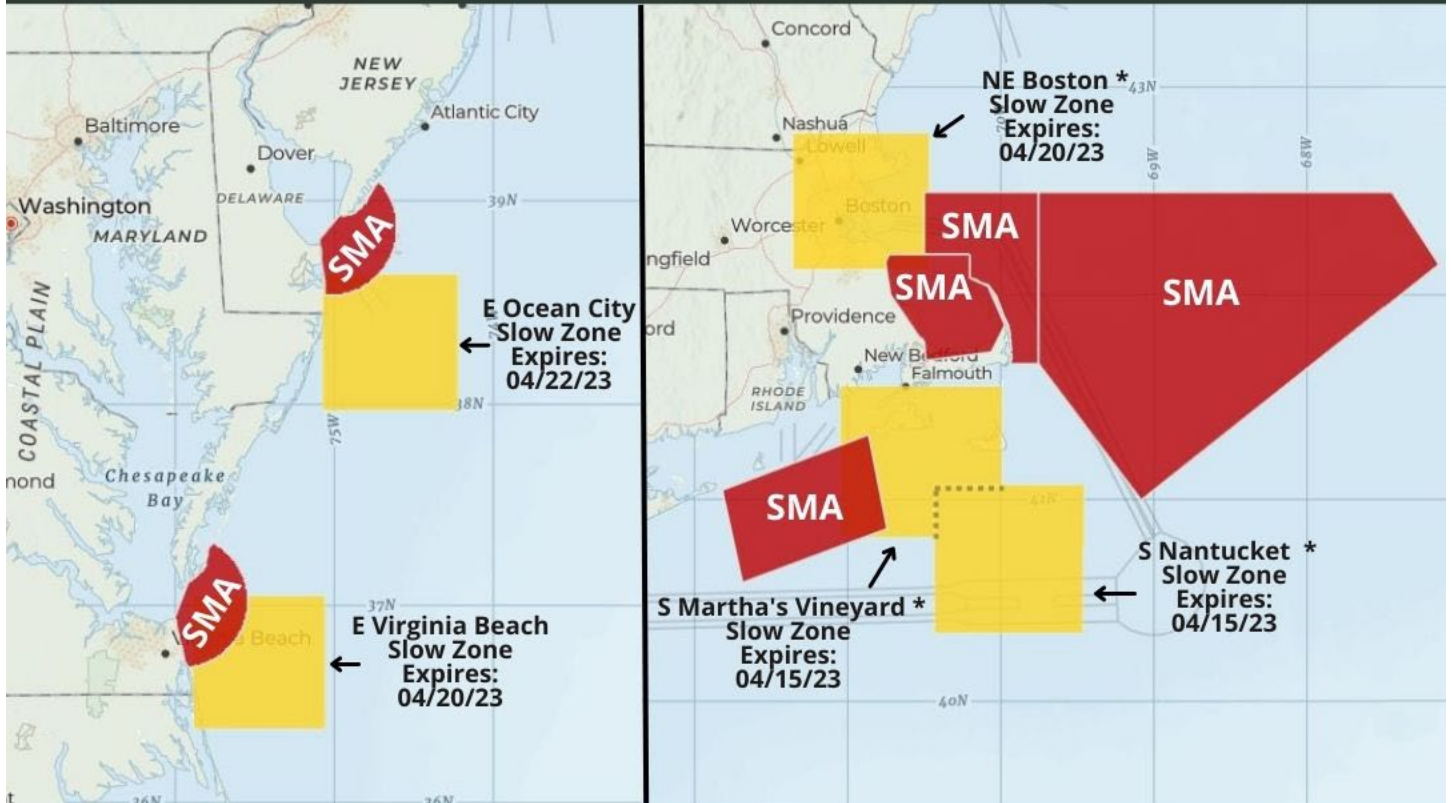 NEW
JERSEY
Atlantic City
Baltimore
Dover
DELAWARE
39N
Washington
MARYLAND
SMA
COASTAL PLAIN
E Ocean City
Slow Zone
Expires:
04/22/23
38N
75W
Chesapeake
Bay
mond
SMA
37N
Beach
E Virginia Beach
Slow Zone
Expires:
04/20/23
36N
36N
Concord
NE Boston *
Slow Zone
Expires:
04/20/23
43N
Nashua
Lowell
69W
68W
Boston
Worcester
SMA
ngfield
SMA
SMA
Providence
ord
New Bedford
Falmouth
RHODE
ISLAND
SMA
41N
S Nantucket *
Slow Zone
Expires:
04/15/23
S Martha's Vineyard *
Slow Zone
Expires:
04/15/23
40N